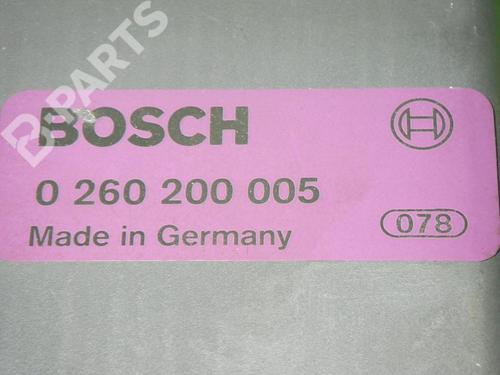 B-PARTS
BOSCH
0 260 200 005
Made in Germany
078